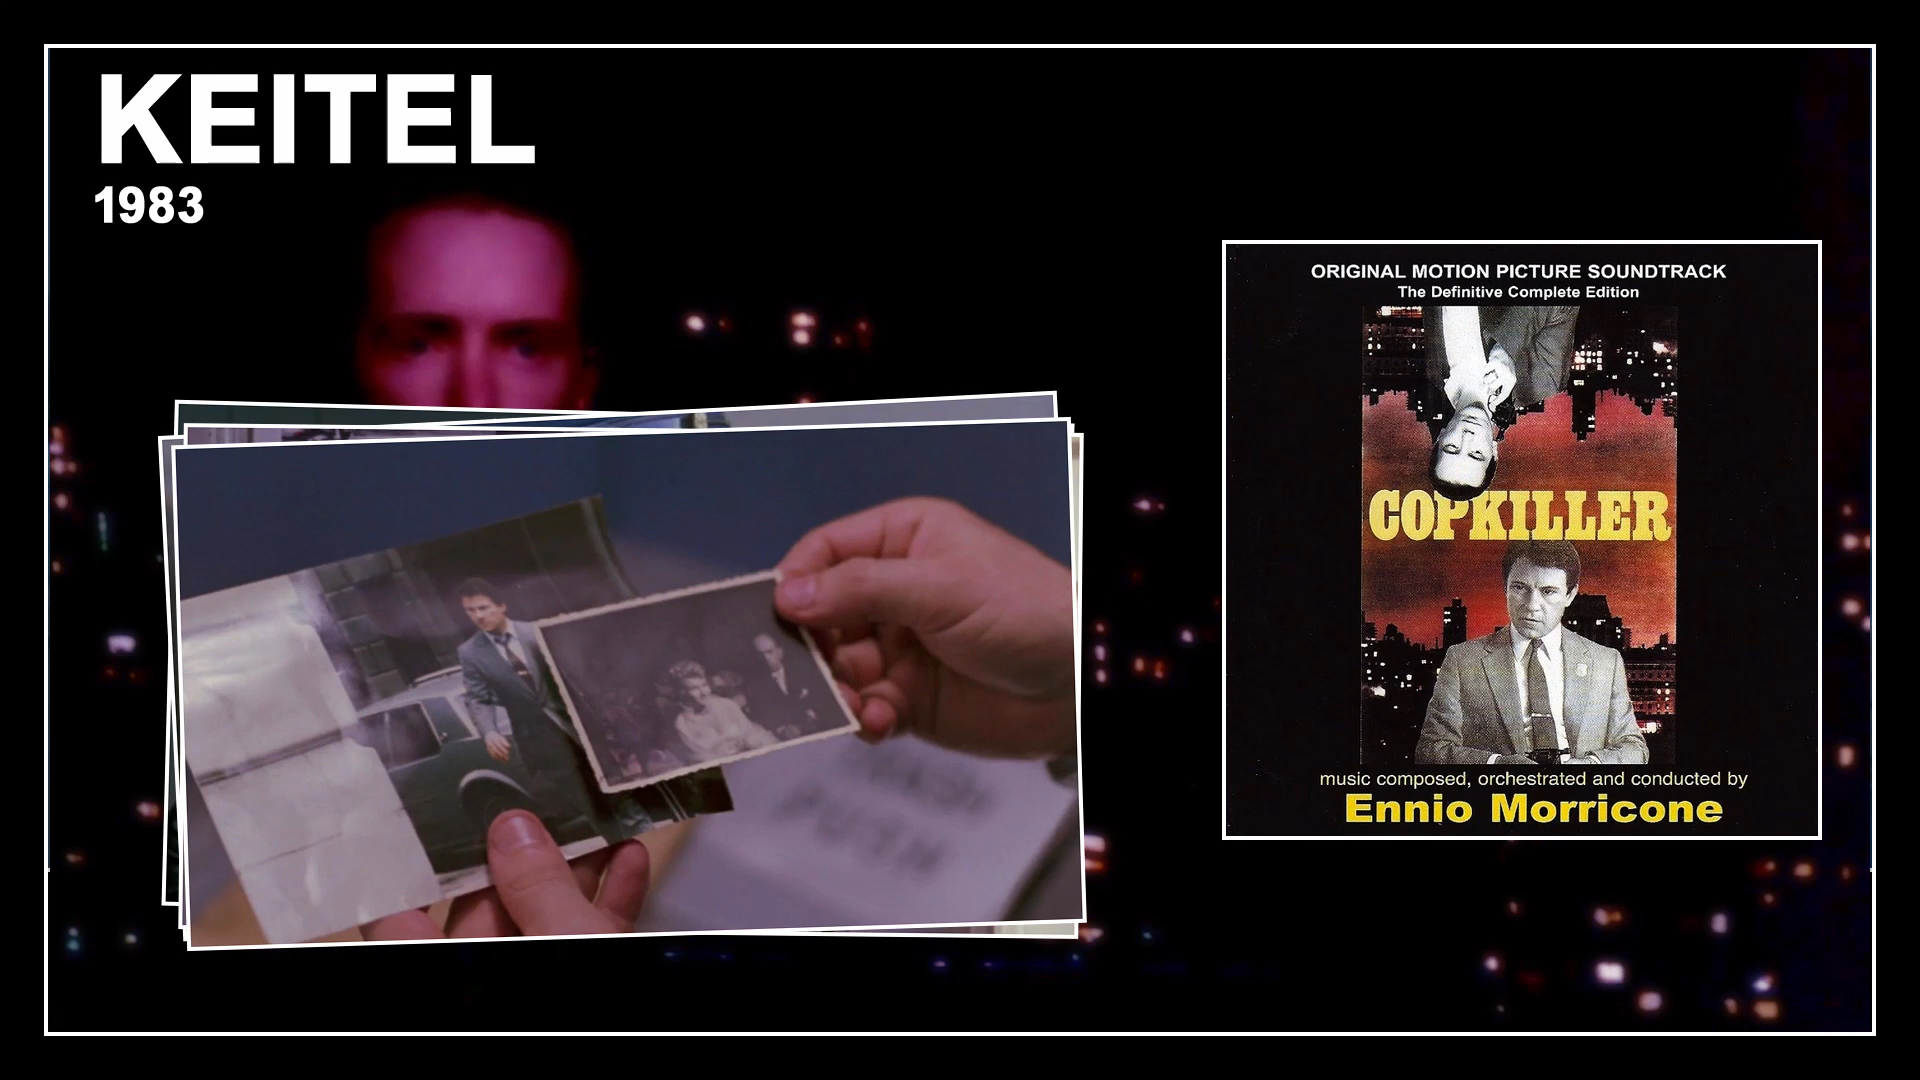 KEITEL
1983
ORIGINAL MOTION PICTURE SOUNDTRACK
The Definitive Complete Edition
COPKILLER
music composed, orchestrated and conducted by
Ennio Morricone